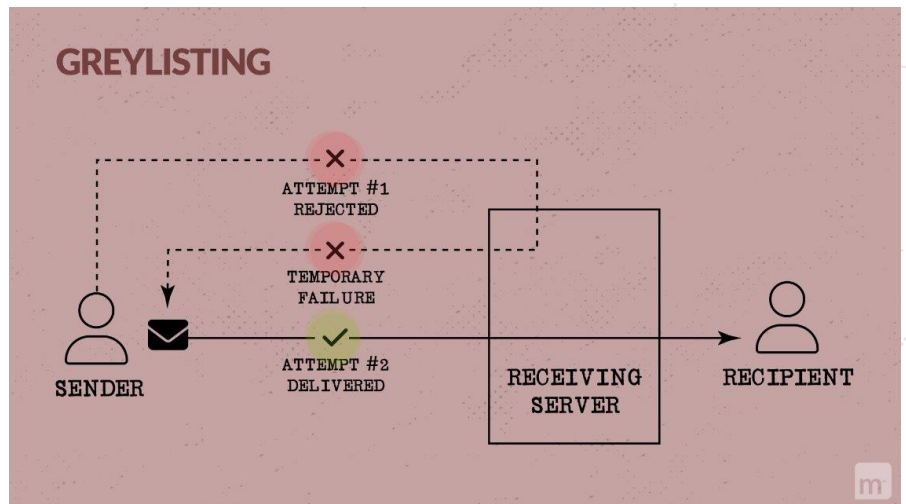 GREYLISTING
ATTEMPT #1
REJECTED
TEMPORARY
FAILURE
ATTEMPT #2
DELIVERED
SENDER
RECEIVING
SERVER
RECIPIENT
m